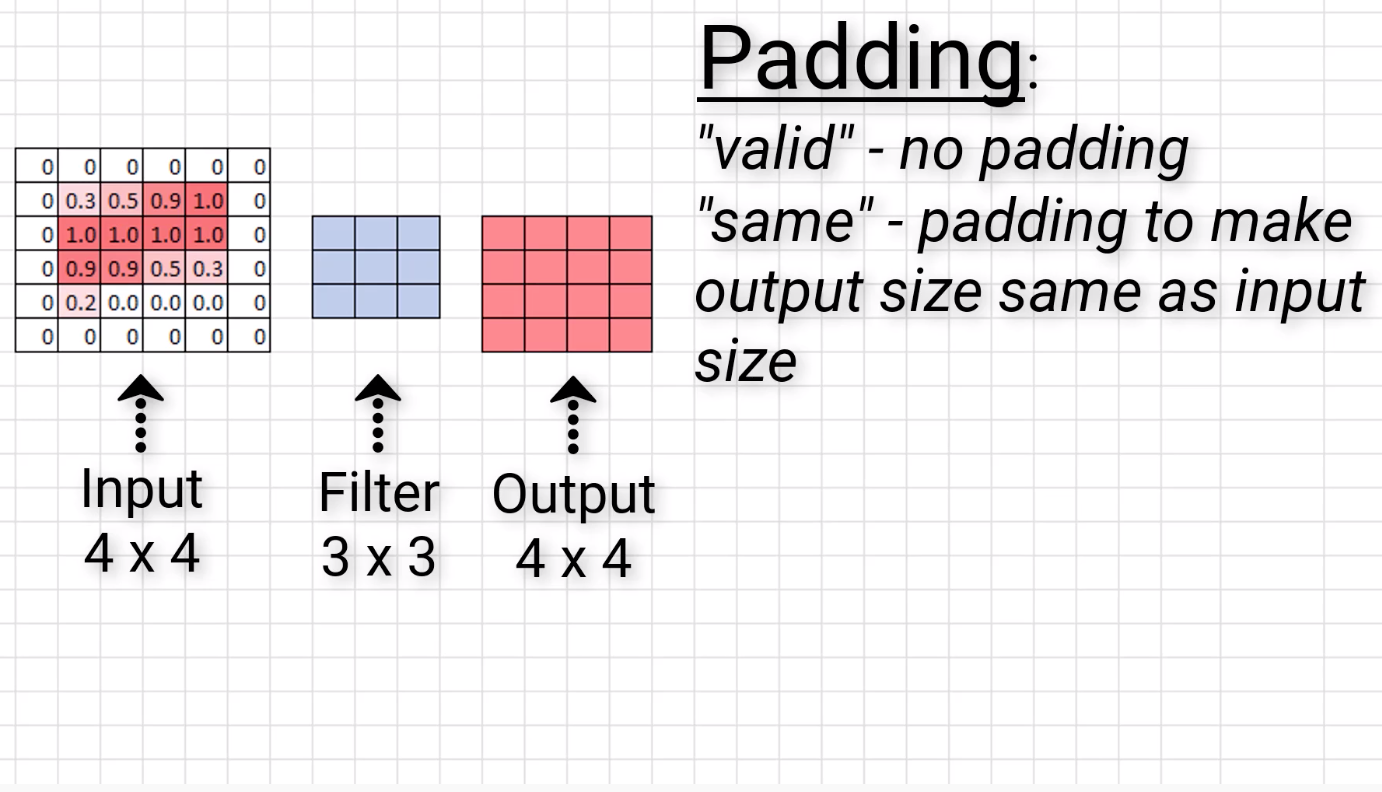 Padding:
"valid" - no padding
"same" - padding to make
output size same as input
size
0 0 0 0 0 0
0 0.3 0.5 0.9 1.0 0
0 1.0 1.0 1.0 1.0 0
0 0.9 0.9 0.5 0.3 0
0 0.2 0.0 0.0 0.0 0
0 0 0 0 0 0
Input
4 x 4
Filter
3 x 3
Output
4 x 4